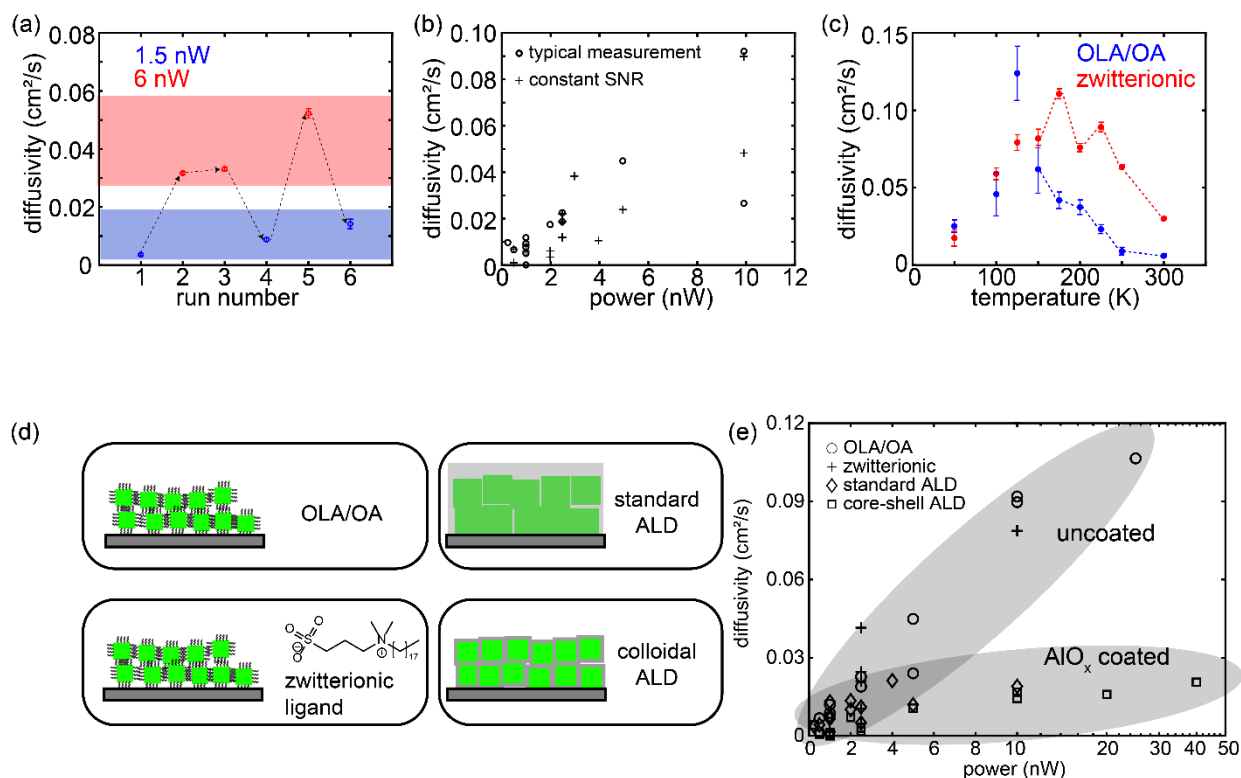 (a)
0.08
0.06
0.04
0.02
0
diffusivity (cm²/s)
1.5 nW
6 nW
1 2 3 4 5 6
run number
(b)
0.10
0.08
0.06
0.04
0.02
0.00
diffusivity (cm²/s)
typical measurement
constant SNR
0 2 4 6 8 10 12
power (nW)
(c)
0.15
0.10
0.05
0
diffusivity (cm²/s)
OLA/OA
zwitterionic
0 100 200 300
temperature (K)
(d)
OLA/OA
standard
ALD
O
O
S
O
⊖
N
⊕
17
zwitterionic
ligand
colloidal
ALD
(e)
0.12
0.09
0.06
0.03
0
diffusivity (cm²/s)
OLA/OA
zwitterionic
standard ALD
core-shell ALD
uncoated
AlOₓ coated
0 2 4 6 10 20 30 40 50
power (nW)